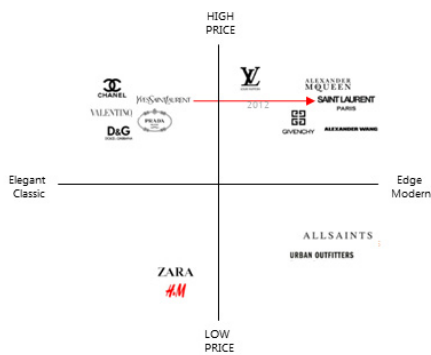 HIGH
PRICE
CHANEL
YVESSAINTLAURENT
LV
2012
ALEXANDER
MCQUEEN
SAINT LAURENT
PARIS
VALENTINO
PRADA
GIVENCHY
ALEXANDER WANG
D&G
Elegant
Classic
Edge
Modern
ALLSAINTS
URBAN OUTFITTERS
ZARA
H&M
LOW
PRICE